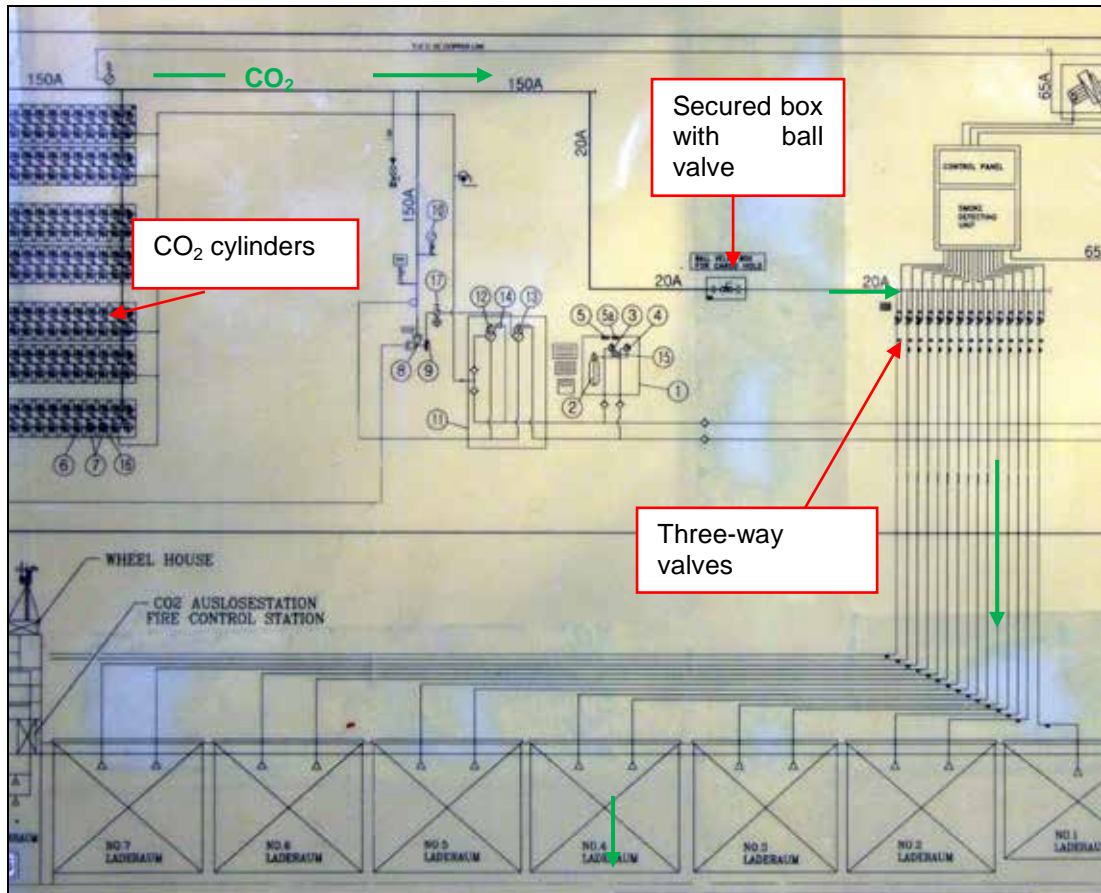 150A
CO₂
150A
Secured box
with ball
valve
65A
20A
CONTROL PANEL
SMOKE
DETECTING
UNIT
CO₂ cylinders
150A
FOR CARGO HOLD
65
20A
20A
17
12
14
13
5
5a
3
4
15
8
9
2
1
11
6
7
16
Three-way
valves
WHEEL HOUSE
CO2 AUSLOSESTATION
FIRE CONTROL STATION
NO.7
LADERAUM
NO.6
LADERAUM
NO.5
LADERAUM
NO.4
LADERAUM
NO.3
LADERAUM
NO.2
LADERAUM
NO.1
LADERAUM